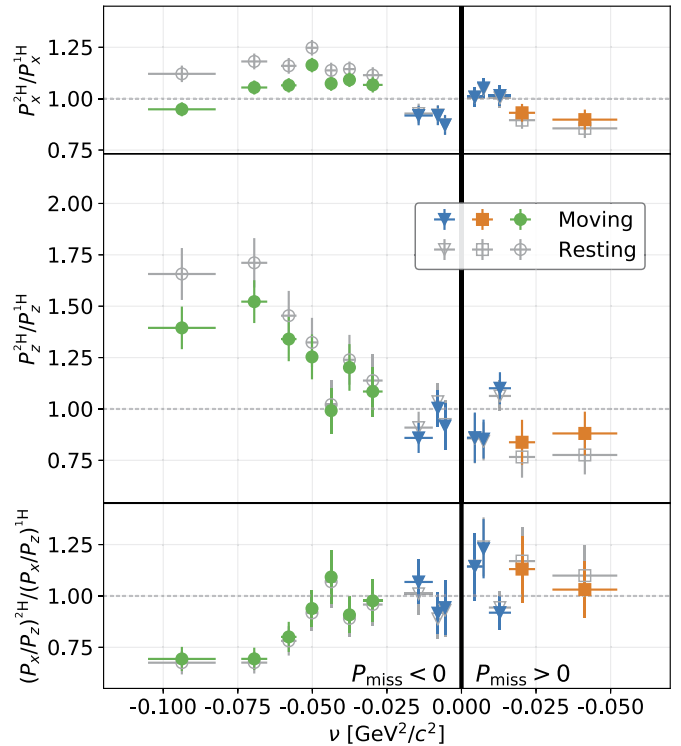 P_x^{2H}/P_x^{1H}
1.25
1.00
0.75
P_z^{2H}/P_z^{1H}
2.00
1.75
1.50
1.25
1.00
0.75
Moving
Resting
(P_x/P_z)^{2H}/(P_x/P_z)^{1H}
1.25
1.00
0.75
P_miss < 0
P_miss > 0
-0.100 -0.075 -0.050 -0.025 0.000 -0.025 -0.050
ν [GeV²/c²]